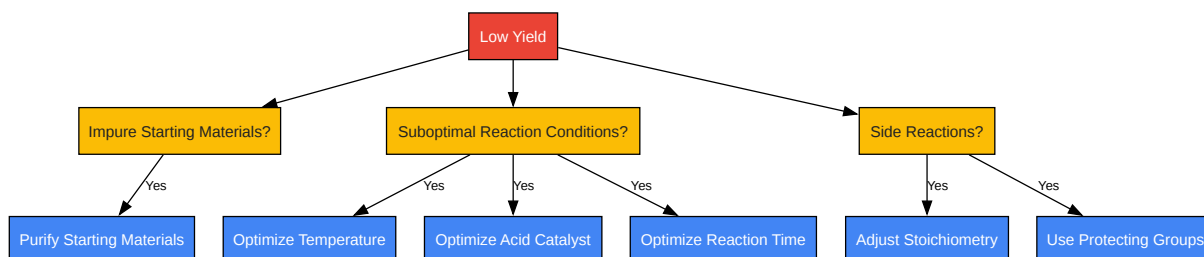 Low Yield
Impure Starting Materials?
Suboptimal Reaction Conditions?
Side Reactions?
Yes
Yes
Yes
Yes
Yes
Yes
Purify Starting Materials
Optimize Temperature
Optimize Acid Catalyst
Optimize Reaction Time
Adjust Stoichiometry
Use Protecting Groups